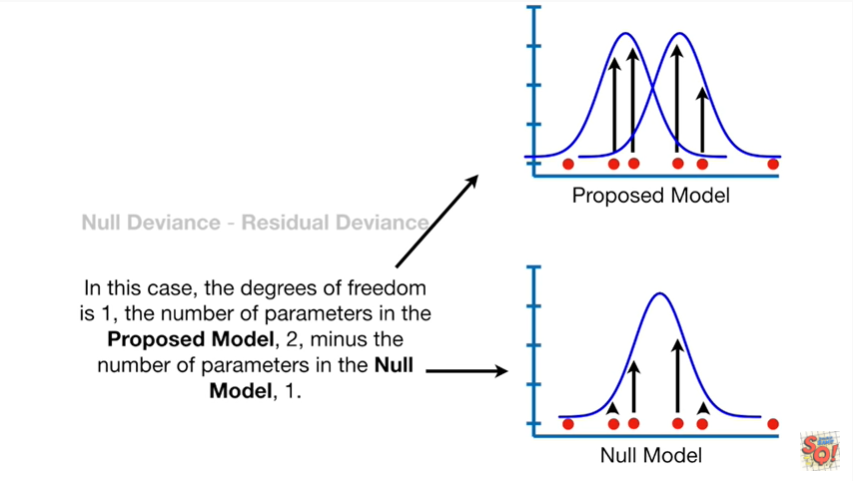 Proposed Model
Null Deviance - Residual Deviance
In this case, the degrees of freedom
is 1, the number of parameters in the
Proposed Model, 2, minus the
number of parameters in the Null
Model, 1.
Null Model
SO!